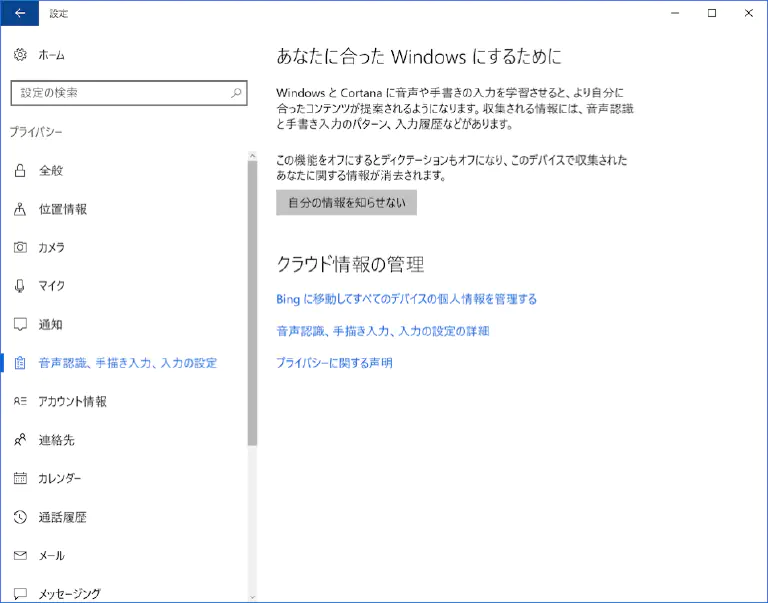 設定
ホーム
設定の検索
プライバシー
全般
位置情報
カメラ
マイク
通知
音声認識、手描き入力、入力の設定
アカウント情報
連絡先
カレンダー
通話履歴
メール
メッセージング
あなたに合った Windows にするために
Windows と Cortana に音声や手書きの入力を学習させると、より自分に
合ったコンテンツが提案されるようになります。収集される情報には、音声認識
と手書き入力のパターン、入力履歴などがあります。
この機能をオフにするとディクテーションもオフになり、このデバイスで収集された
あなたに関する情報が消去されます。
自分の情報を知らせない
クラウド情報の管理
Bing に移動してすべてのデバイスの個人情報を管理する
音声認識、手描き入力、入力の設定の詳細
プライバシーに関する声明